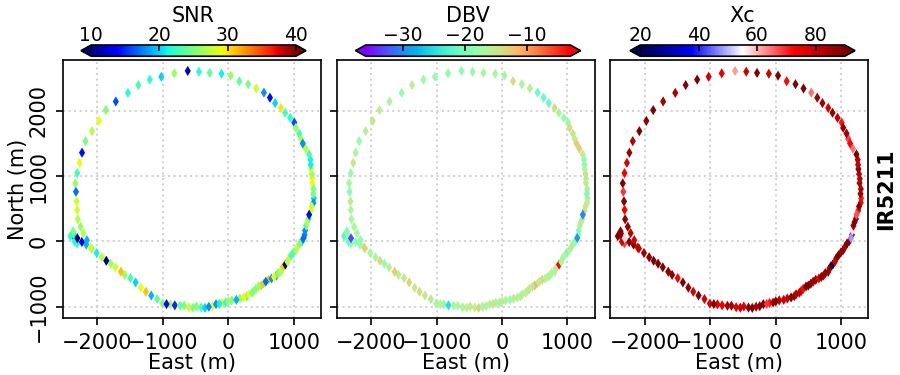 SNR DBV Xc
10 20 30 40 −30 −20 −10 20 40 60 80
2000
1000
0
−1000
North (m)
IR5211
−2000 −1000 0 1000 −2000 −1000 0 1000 −2000 −1000 0 1000
East (m) East (m) East (m)